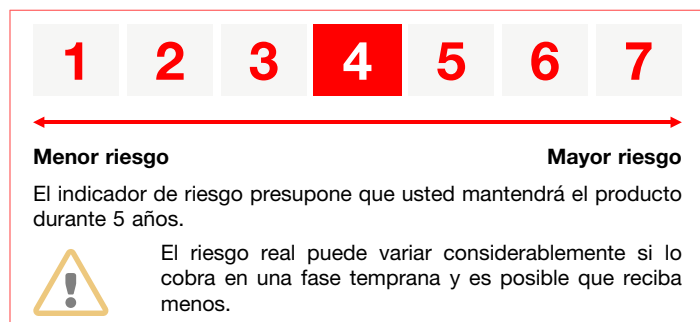 1 2 3 4 5 6 7
Menor riesgo Mayor riesgo
El indicador de riesgo presupone que usted mantendrá el producto
durante 5 años.
El riesgo real puede variar considerablemente si lo
cobra en una fase temprana y es posible que reciba
menos.